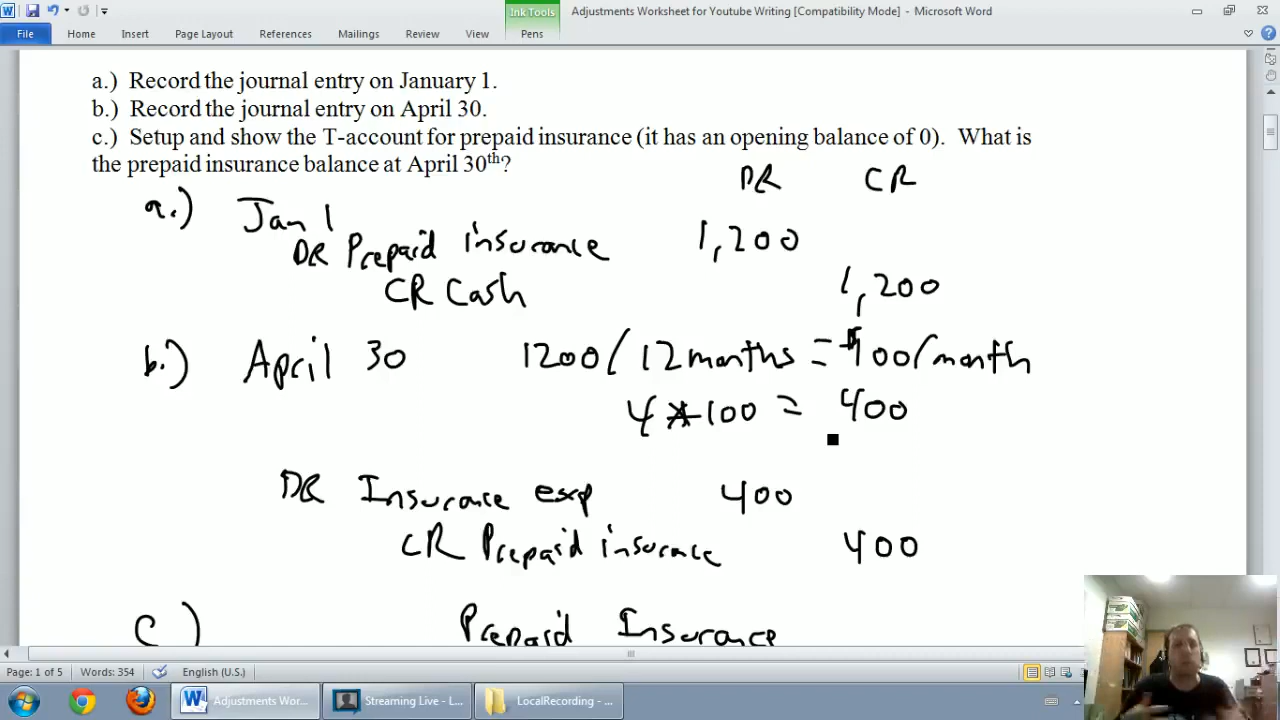 Ink Tools
Adjustments Worksheet for Youtube Writing [Compatibility Mode] - Microsoft Word
File Home Insert Page Layout References Mailings Review View Pens
a.) Record the journal entry on January 1.
b.) Record the journal entry on April 30.
c.) Setup and show the T-account for prepaid insurance (it has an opening balance of 0). What is
the prepaid insurance balance at April 30th?
DR CR
a.) Jan 1
DR Prepaid insurance 1,200
CR Cash 1,200
b.) April 30 1200/12months = $100/month
4*100 = 400
DR Insurance exp 400
CR Prepaid insurance 400
c) Prepaid Insurance
Page: 1 of 5 Words: 354 English (U.S.)
Adjustments Wor... Streaming Live - L... LocalRecording - ...